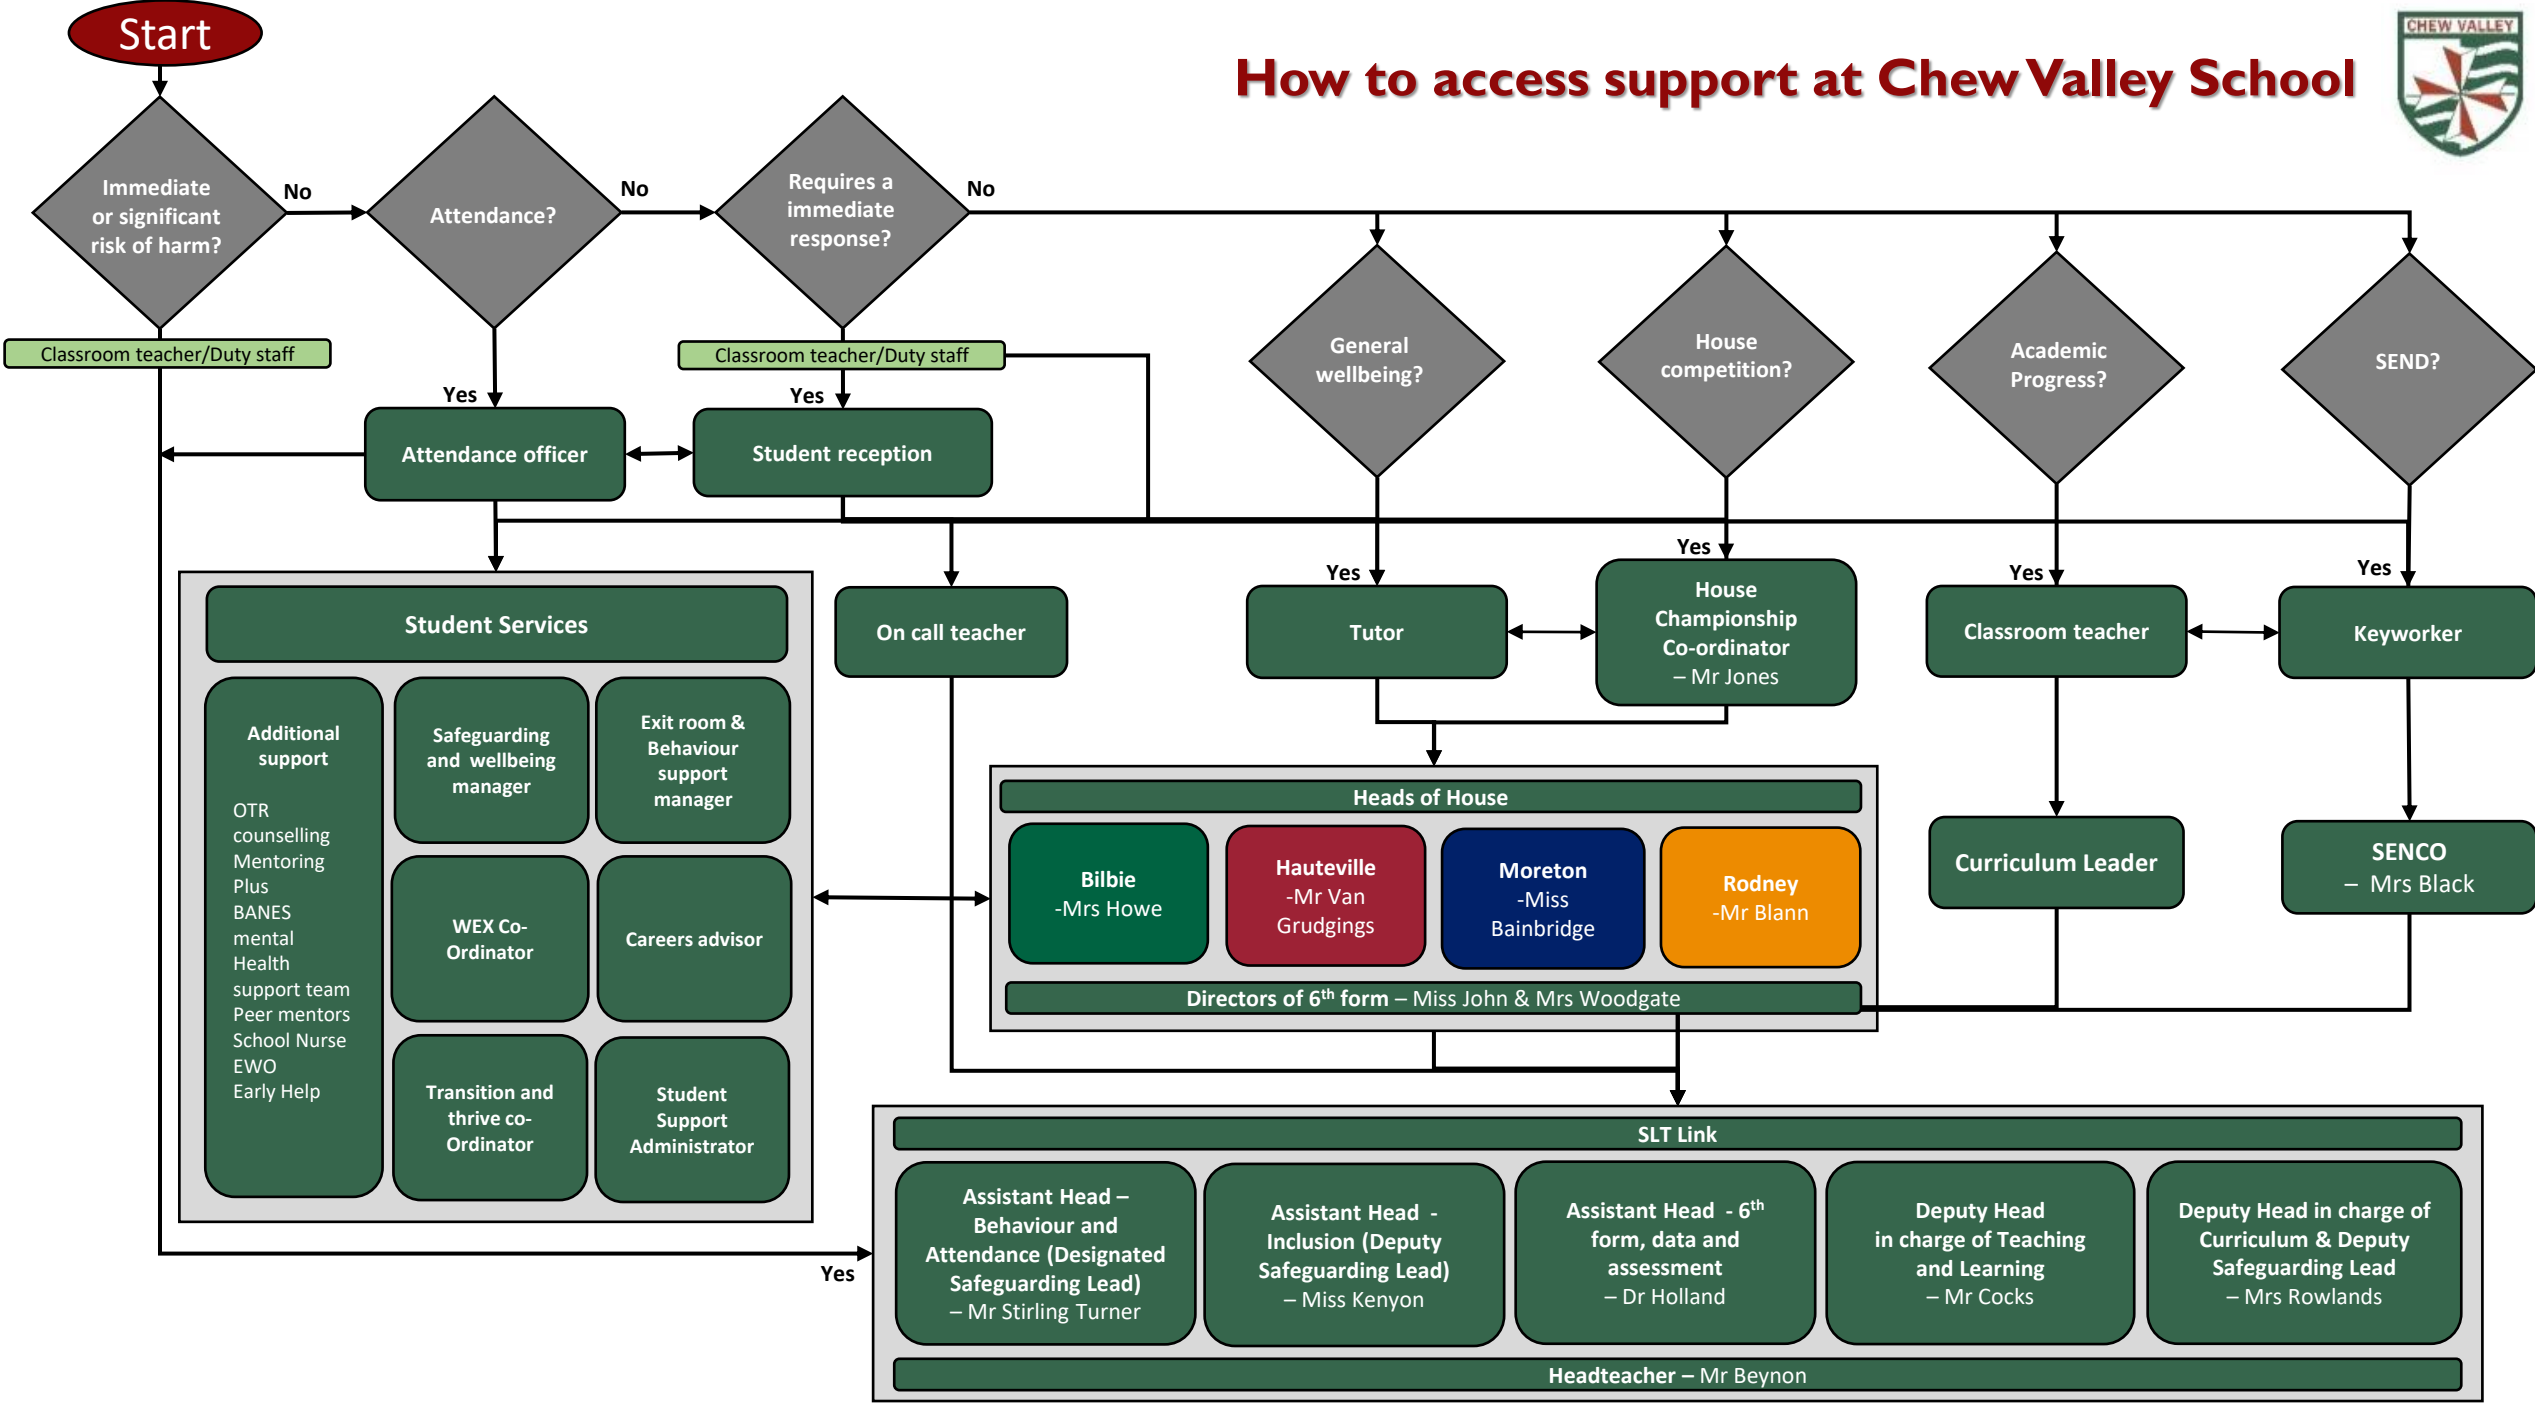 Start
How to access support at Chew Valley School
CHEW VALLEY
Immediate
or significant
risk of harm?
No
Attendance?
No
Requires a
immediate
response?
No
General
wellbeing?
House
competition?
Academic
Progress?
SEND?
Classroom teacher/Duty staff
Classroom teacher/Duty staff
Yes
Yes
Attendance officer
Student reception
Yes
Yes
Yes
Yes
Student Services
On call teacher
Tutor
House
Championship
Co-ordinator
– Mr Jones
Classroom teacher
Keyworker
Additional
support
OTR
counselling
Mentoring
Plus
BANES
mental
Health
support team
Peer mentors
School Nurse
EWO
Early Help
Safeguarding
and wellbeing
manager
Exit room &
Behaviour
support
manager
WEX Co-
Ordinator
Careers advisor
Transition and
thrive co-
Ordinator
Student
Support
Administrator
Heads of House
Bilbie
-Mrs Howe
Hauteville
-Mr Van
Grudgings
Moreton
-Miss
Bainbridge
Rodney
-Mr Blann
Directors of 6th form – Miss John & Mrs Woodgate
Curriculum Leader
SENCO
– Mrs Black
Yes
SLT Link
Assistant Head –
Behaviour and
Attendance (Designated
Safeguarding Lead)
– Mr Stirling Turner
Assistant Head -
Inclusion (Deputy
Safeguarding Lead)
– Miss Kenyon
Assistant Head - 6th
form, data and
assessment
– Dr Holland
Deputy Head
in charge of Teaching
and Learning
– Mr Cocks
Deputy Head in charge of
Curriculum & Deputy
Safeguarding Lead
– Mrs Rowlands
Headteacher – Mr Beynon